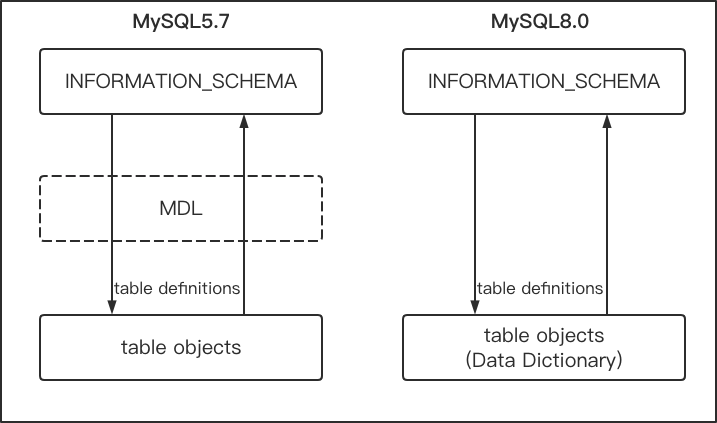 MySQL5.7
INFORMATION_SCHEMA
MDL
table definitions
table objects
MySQL8.0
INFORMATION_SCHEMA
table definitions
table objects
(Data Dictionary)